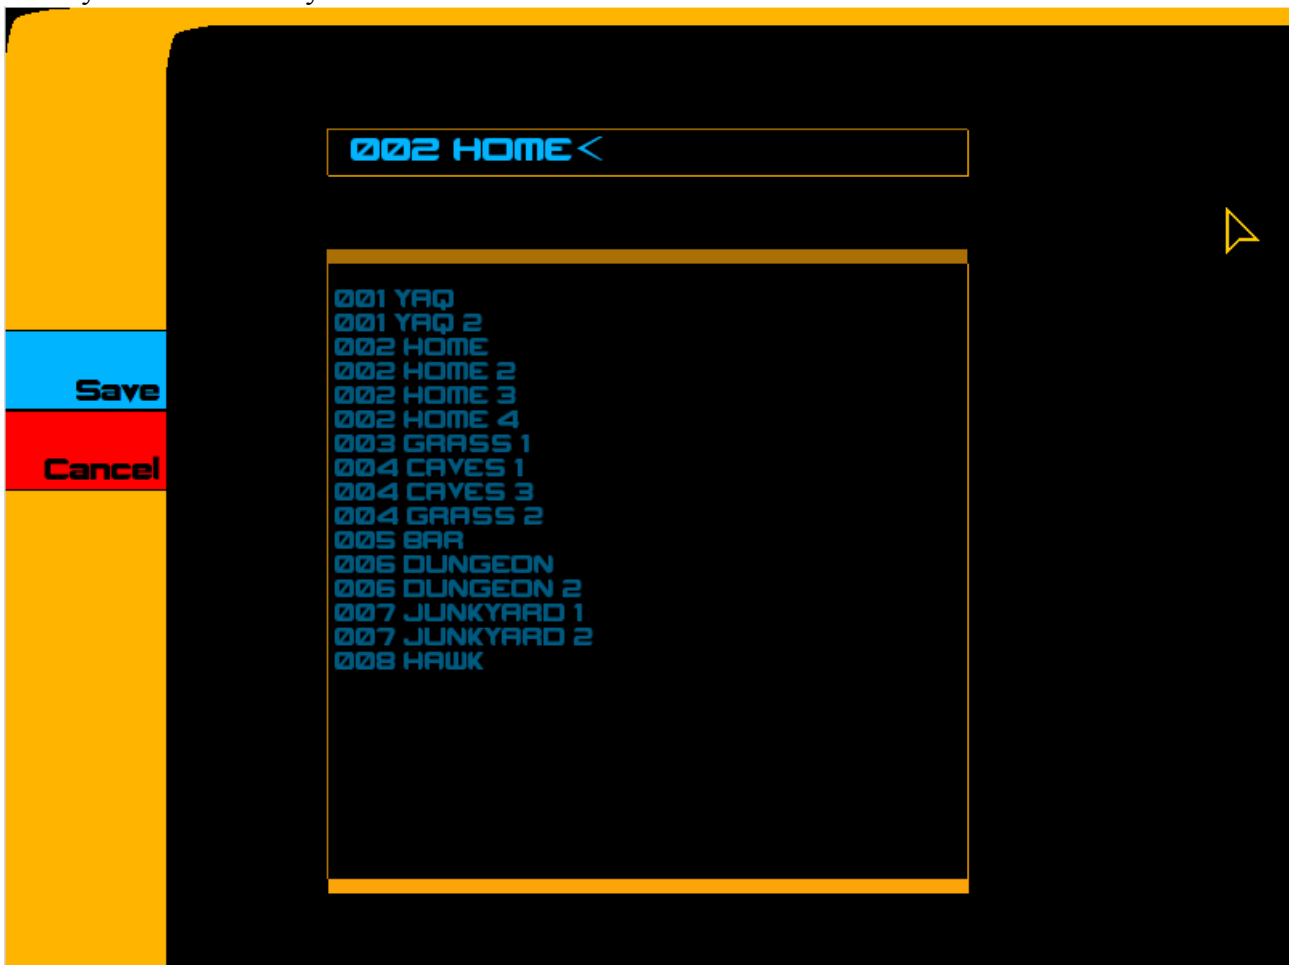 002 HOME<
Save
Cancel
001 YAQ
001 YAQ 2
002 HOME
002 HOME 2
002 HOME 3
002 HOME 4
003 GRASS 1
004 CAVES 1
004 CAVES 3
004 GRASS 2
005 BAR
006 DUNGEON
006 DUNGEON 2
007 JUNKYARD 1
007 JUNKYARD 2
008 HAWK